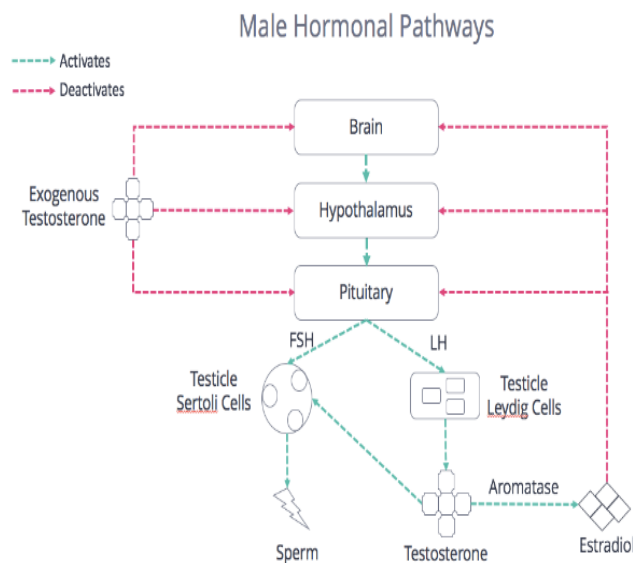 Male Hormonal Pathways
Activates
Deactivates
Brain
Exogenous
Testosterone
Hypothalamus
Pituitary
FSH
LH
Testicle
Sertoli Cells
Testicle
Leydig Cells
Aromatase
Sperm
Testosterone
Estradiol